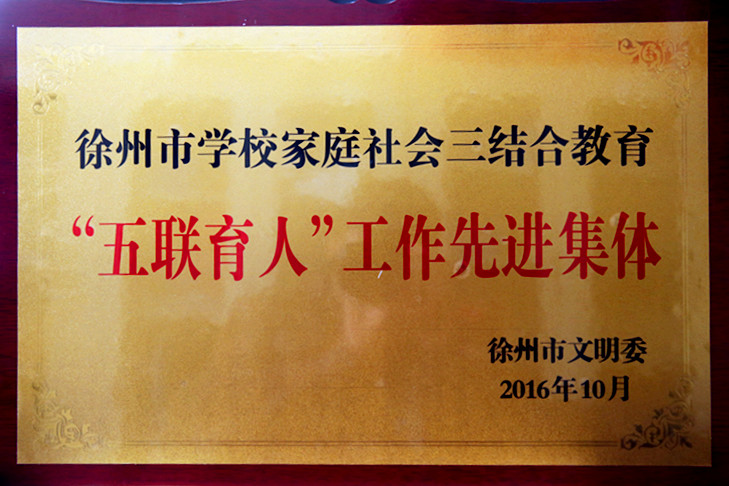 徐州市学校家庭社会三结合教育
“五联育人”工作先进集体
徐州市文明委
2016年10月